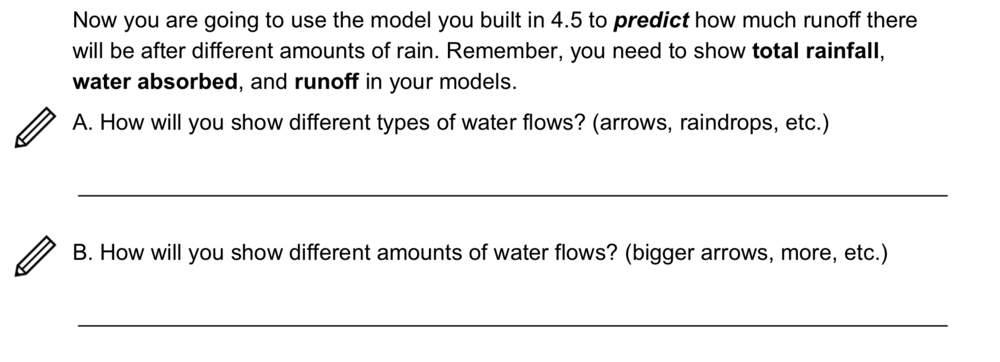 Now you are going to use the model you built in 4.5 to predict how much runoff there
will be after different amounts of rain. Remember, you need to show total rainfall,
water absorbed, and runoff in your models.
A. How will you show different types of water flows? (arrows, raindrops, etc.)
B. How will you show different amounts of water flows? (bigger arrows, more, etc.)